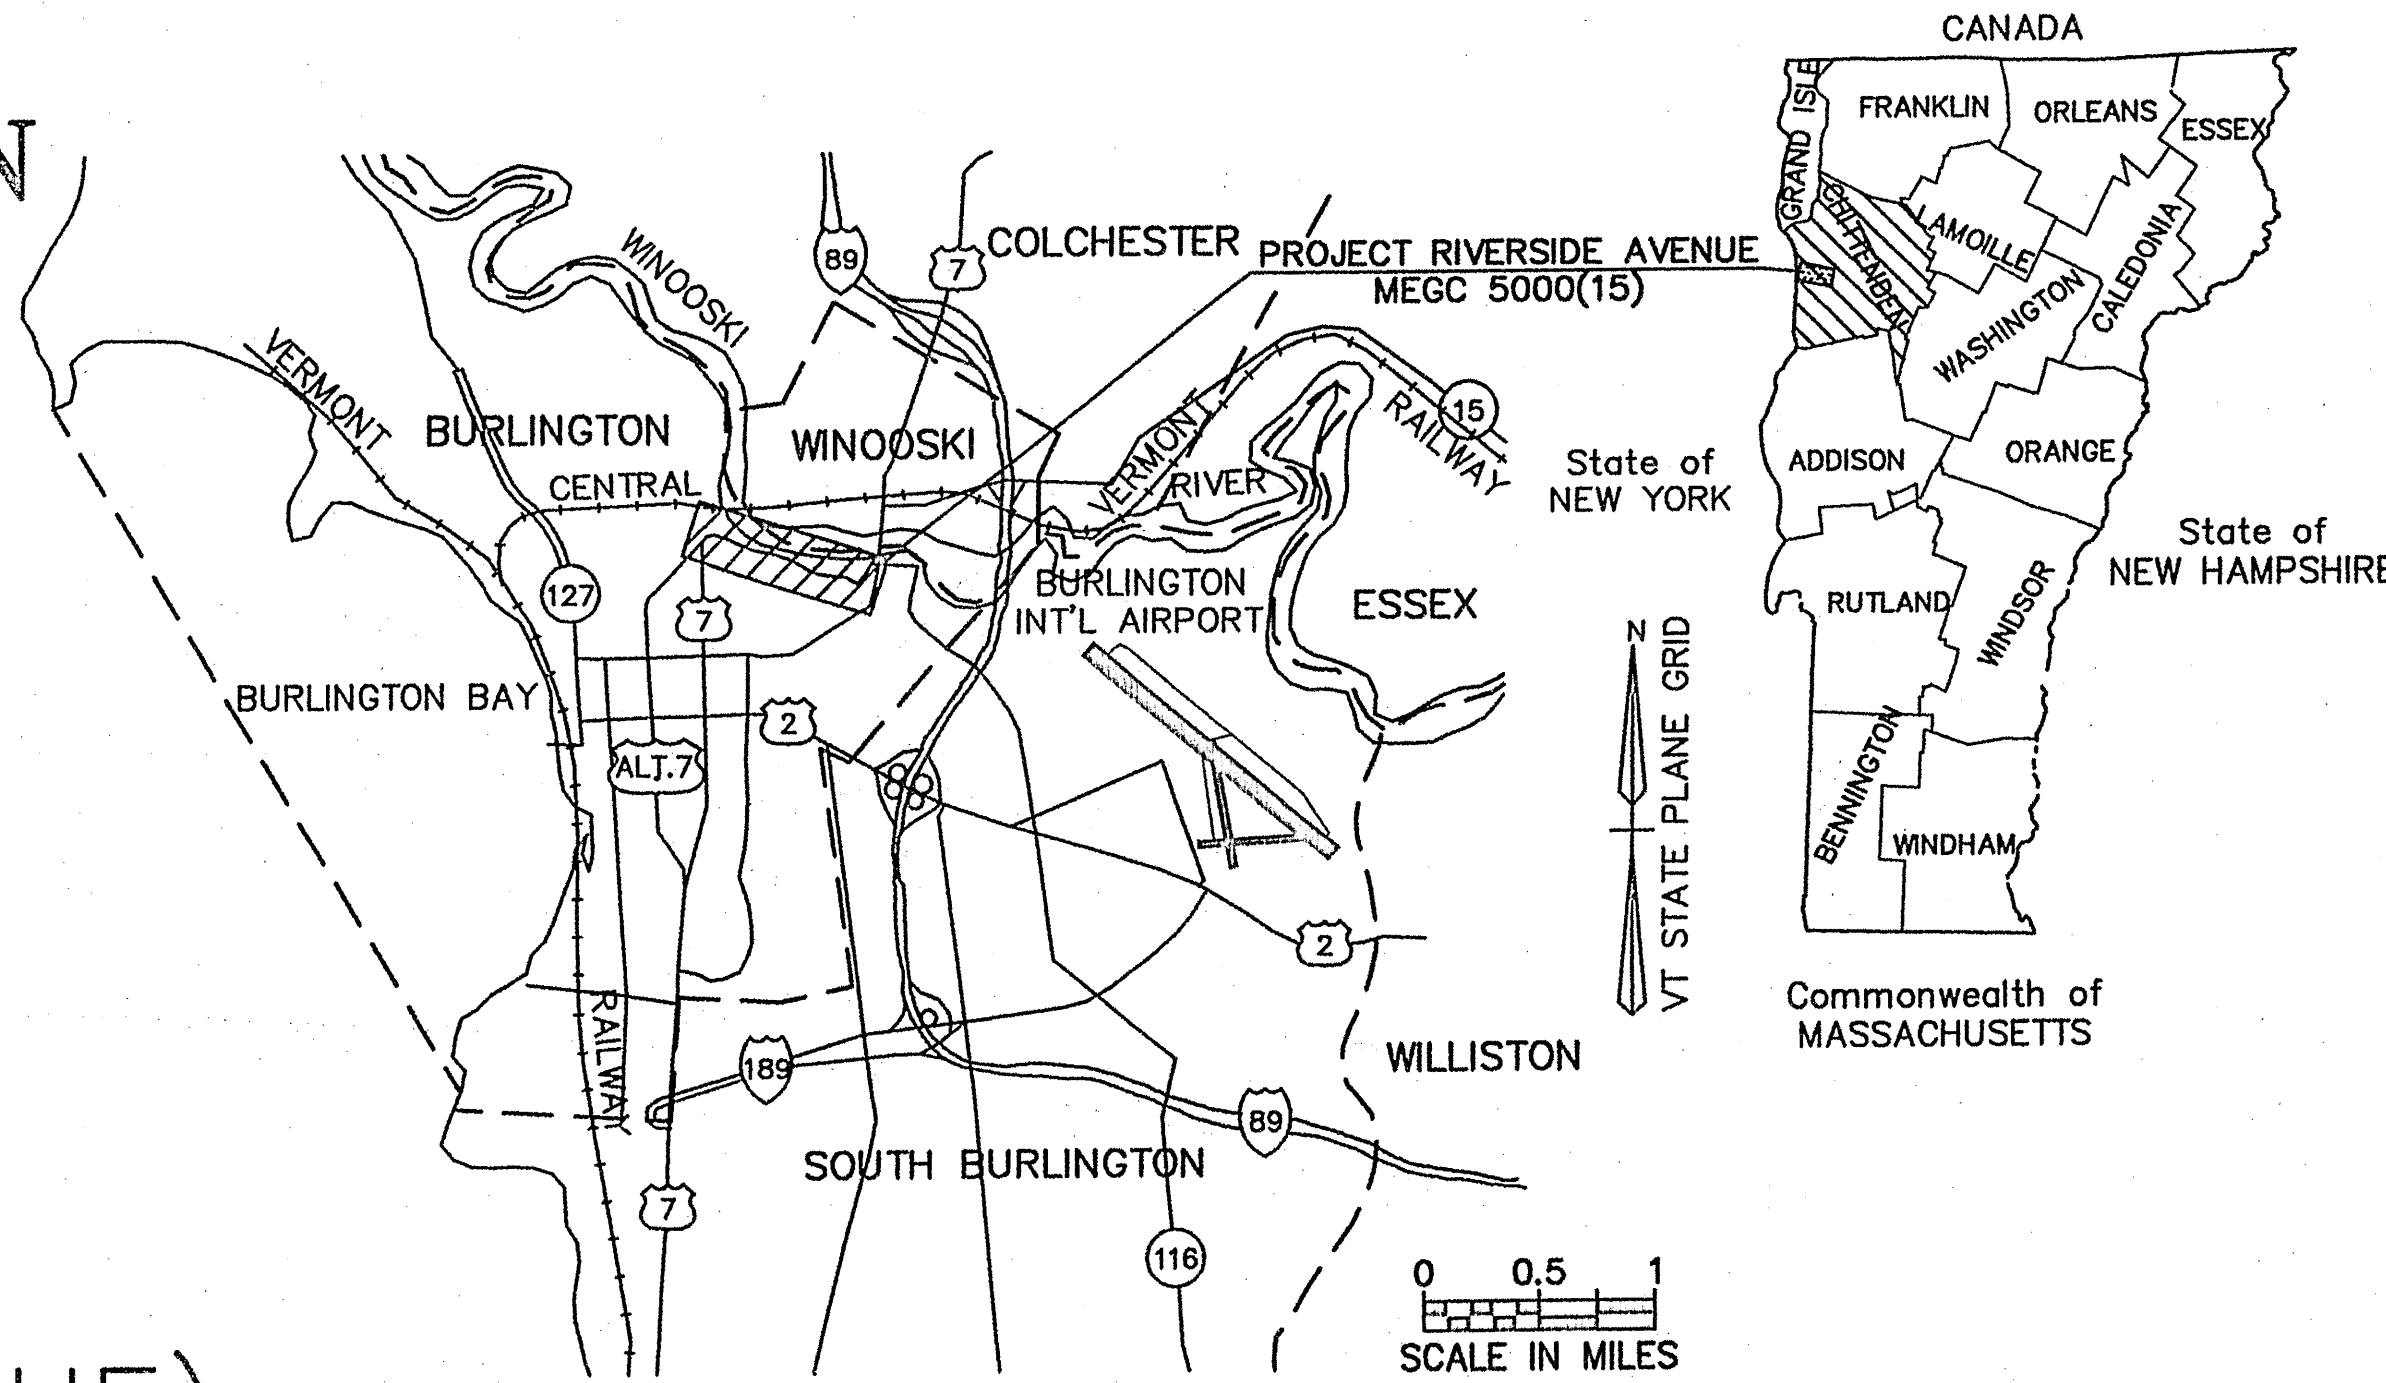 CANADA
GRAND ISLE
FRANKLIN
ORLEANS
ESSEX
CHITTENDEN
LAMOILLE
CALEDONIA
WASHINGTON
ADDISON
ORANGE
RUTLAND
WINDSOR
BENNINGTON
WINDHAM
State of
NEW YORK
State of
NEW HAMPSHIRE
Commonwealth of
MASSACHUSETTS
N
VT STATE PLANE GRID
PROJECT RIVERSIDE AVENUE
MEGC 5000(15)
COLCHESTER
89
7
WINOOSKI
VERMONT
BURLINGTON
WINOOSKI
CENTRAL
VERMONT
RIVER
RAILWAY
15
127
7
BURLINGTON
INT'L AIRPORT
ESSEX
BURLINGTON BAY
2
ALT.7
2
RAILWAY
189
WILLISTON
89
SOUTH BURLINGTON
7
116
0 0.5 1
SCALE IN MILES